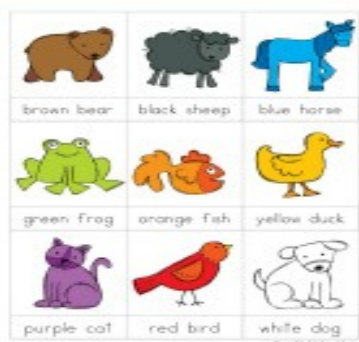 brown bear black sheep blue horse
green frog orange fish yellow duck
purple cat red bird white dog